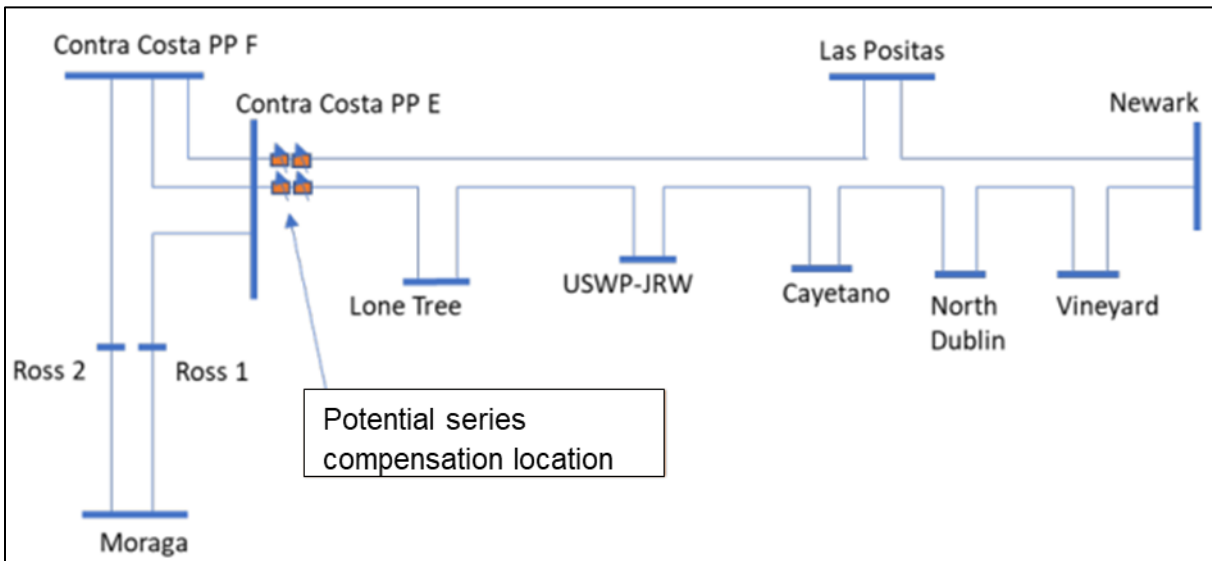 Contra Costa PP F
Las Positas
Contra Costa PP E
Newark
Lone Tree
USWP-JRW
Cayetano
North
Dublin
Vineyard
Ross 2
Ross 1
Potential series
compensation location
Moraga